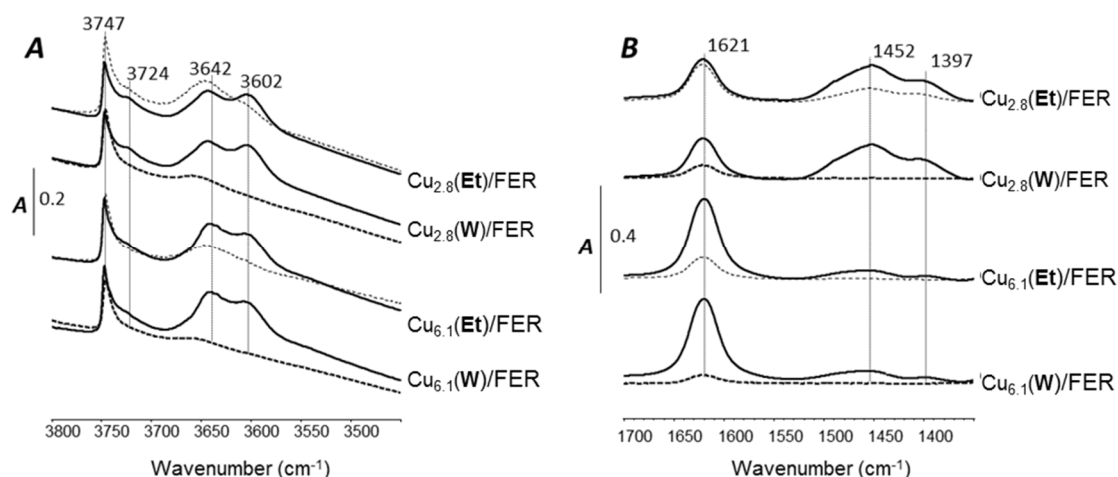 A
3747
3724
3642
3602
Cu2.8(Et)/FER
A
0.2
Cu2.8(W)/FER
Cu6.1(Et)/FER
Cu6.1(W)/FER
3800 3750 3700 3650 3600 3550 3500
Wavenumber (cm-1)
B
1621
1452
1397
Cu2.8(Et)/FER
Cu2.8(W)/FER
A
0.4
Cu6.1(Et)/FER
Cu6.1(W)/FER
1700 1650 1600 1550 1500 1450 1400
Wavenumber (cm-1)